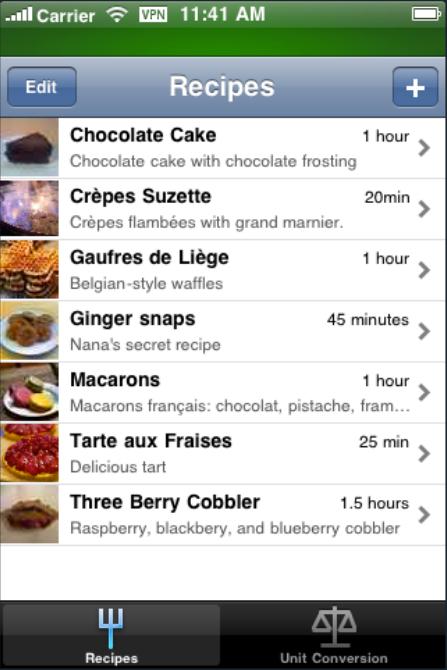 Carrier VPN 11:41 AM
Edit Recipes +
Chocolate Cake 1 hour
Chocolate cake with chocolate frosting
Crèpes Suzette 20min
Crèpes flambées with grand marnier.
Gaufres de Liège 1 hour
Belgian-style waffles
Ginger snaps 45 minutes
Nana's secret recipe
Macarons 1 hour
Macarons français: chocolat, pistache, fram...
Tarte aux Fraises 25 min
Delicious tart
Three Berry Cobbler 1.5 hours
Raspberry, blackbery, and blueberry cobbler
Recipes Unit Conversion